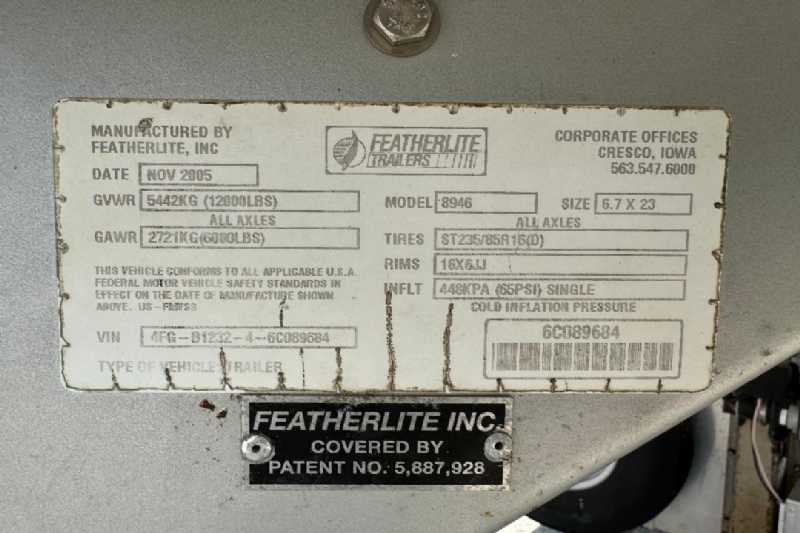 MANUFACTURED BY
FEATHERLITE, INC
FEATHERLITE
TRAILERS
CORPORATE OFFICES
CRESCO, IOWA
563.547.6000
DATE NOV 2005
GVWR 5442KG (12000LBS)
MODEL 8946 SIZE 6.7 X 23
ALL AXLES
ALL AXLES
GAWR 2721KG(6000LBS)
TIRES ST235/85R16(D)
RIMS 16X6JJ
THIS VEHICLE CONFORMS TO ALL APPLICABLE U.S.A.
FEDERAL MOTOR VEHICLE SAFETY STANDARDS IN
EFFECT ON THE DATE OF MANUFACTURE SHOWN
ABOVE. US-FMVSS
INFLT 448KPA (65PSI) SINGLE
COLD INFLATION PRESSURE
VIN 4FG-B1232-4-6C089684
6C089684
TYPE OF VEHICLE-TRAILER
FEATHERLITE INC.
COVERED BY
PATENT NO. 5,887,928